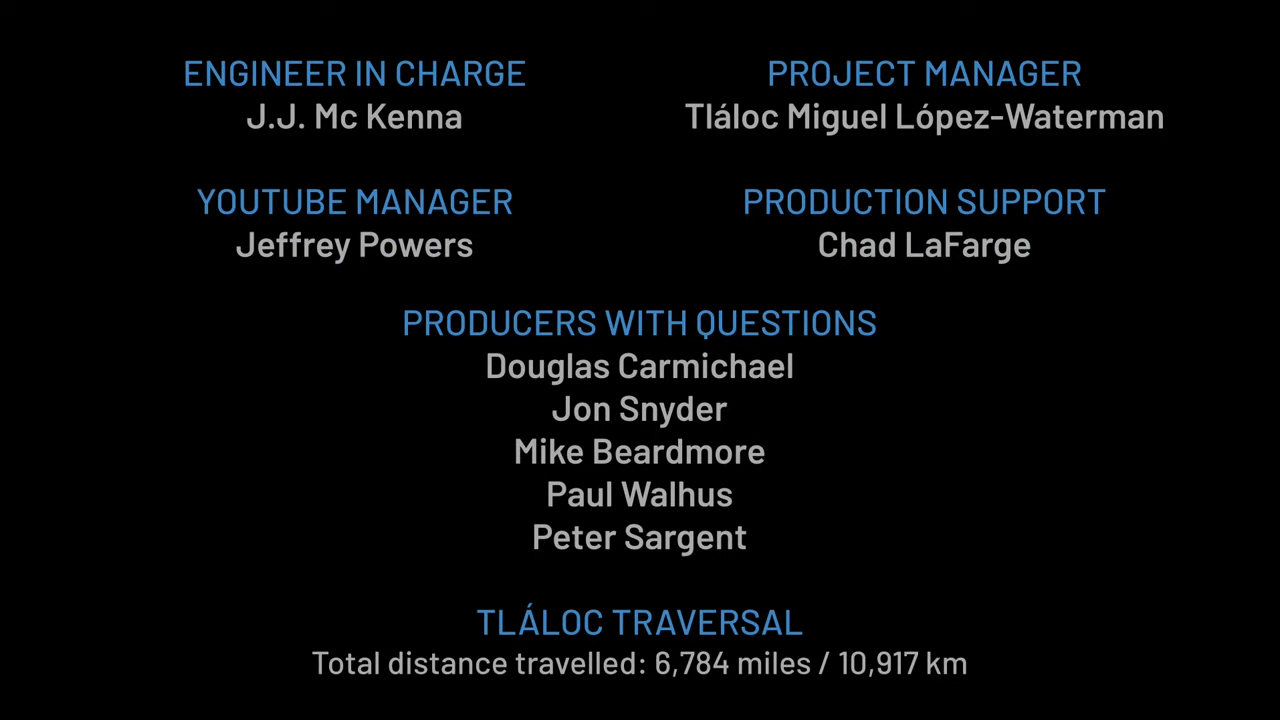 ENGINEER IN CHARGE
J.J. Mc Kenna
PROJECT MANAGER
Tláloc Miguel López-Waterman
YOUTUBE MANAGER
Jeffrey Powers
PRODUCTION SUPPORT
Chad LaFarge
PRODUCERS WITH QUESTIONS
Douglas Carmichael
Jon Snyder
Mike Beardmore
Paul Walhus
Peter Sargent
TLÁLOC TRAVERSAL
Total distance travelled: 6,784 miles / 10,917 km